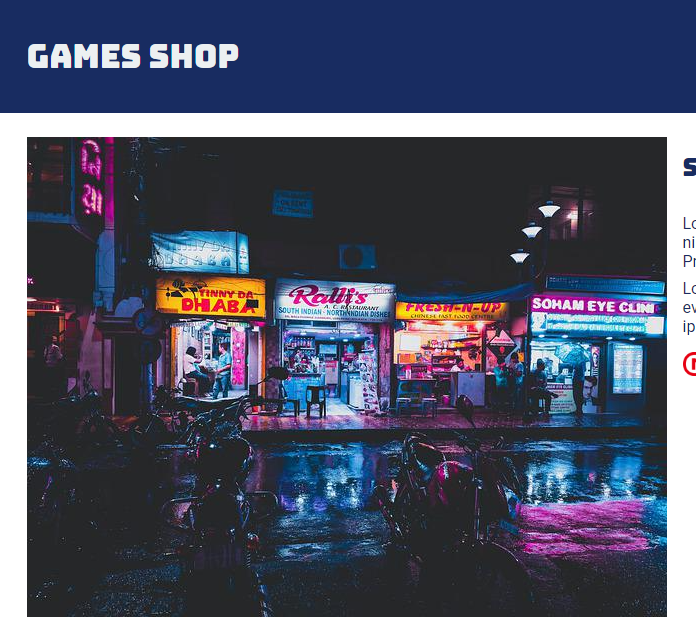 GAMES SHOP
YINNY DA
DHABA
Ralli's
A. C. RESTAURANT
SOUTH INDIAN · NORTH INDIAN DISHES
FRESH-N-UP
CHINESE FAST FOOD CENTRE
SOHAM EYE CLINI
S
Lo
ni
Pr
Lo
ev
ip